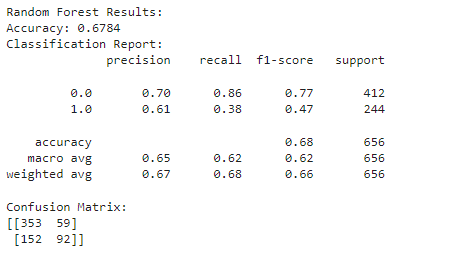 Random Forest Results:
Accuracy: 0.6784
Classification Report:
precision recall f1-score support
0.0 0.70 0.86 0.77 412
1.0 0.61 0.38 0.47 244
accuracy 0.68 656
macro avg 0.65 0.62 0.62 656
weighted avg 0.67 0.68 0.66 656
Confusion Matrix:
[[353 59]
[152 92]]